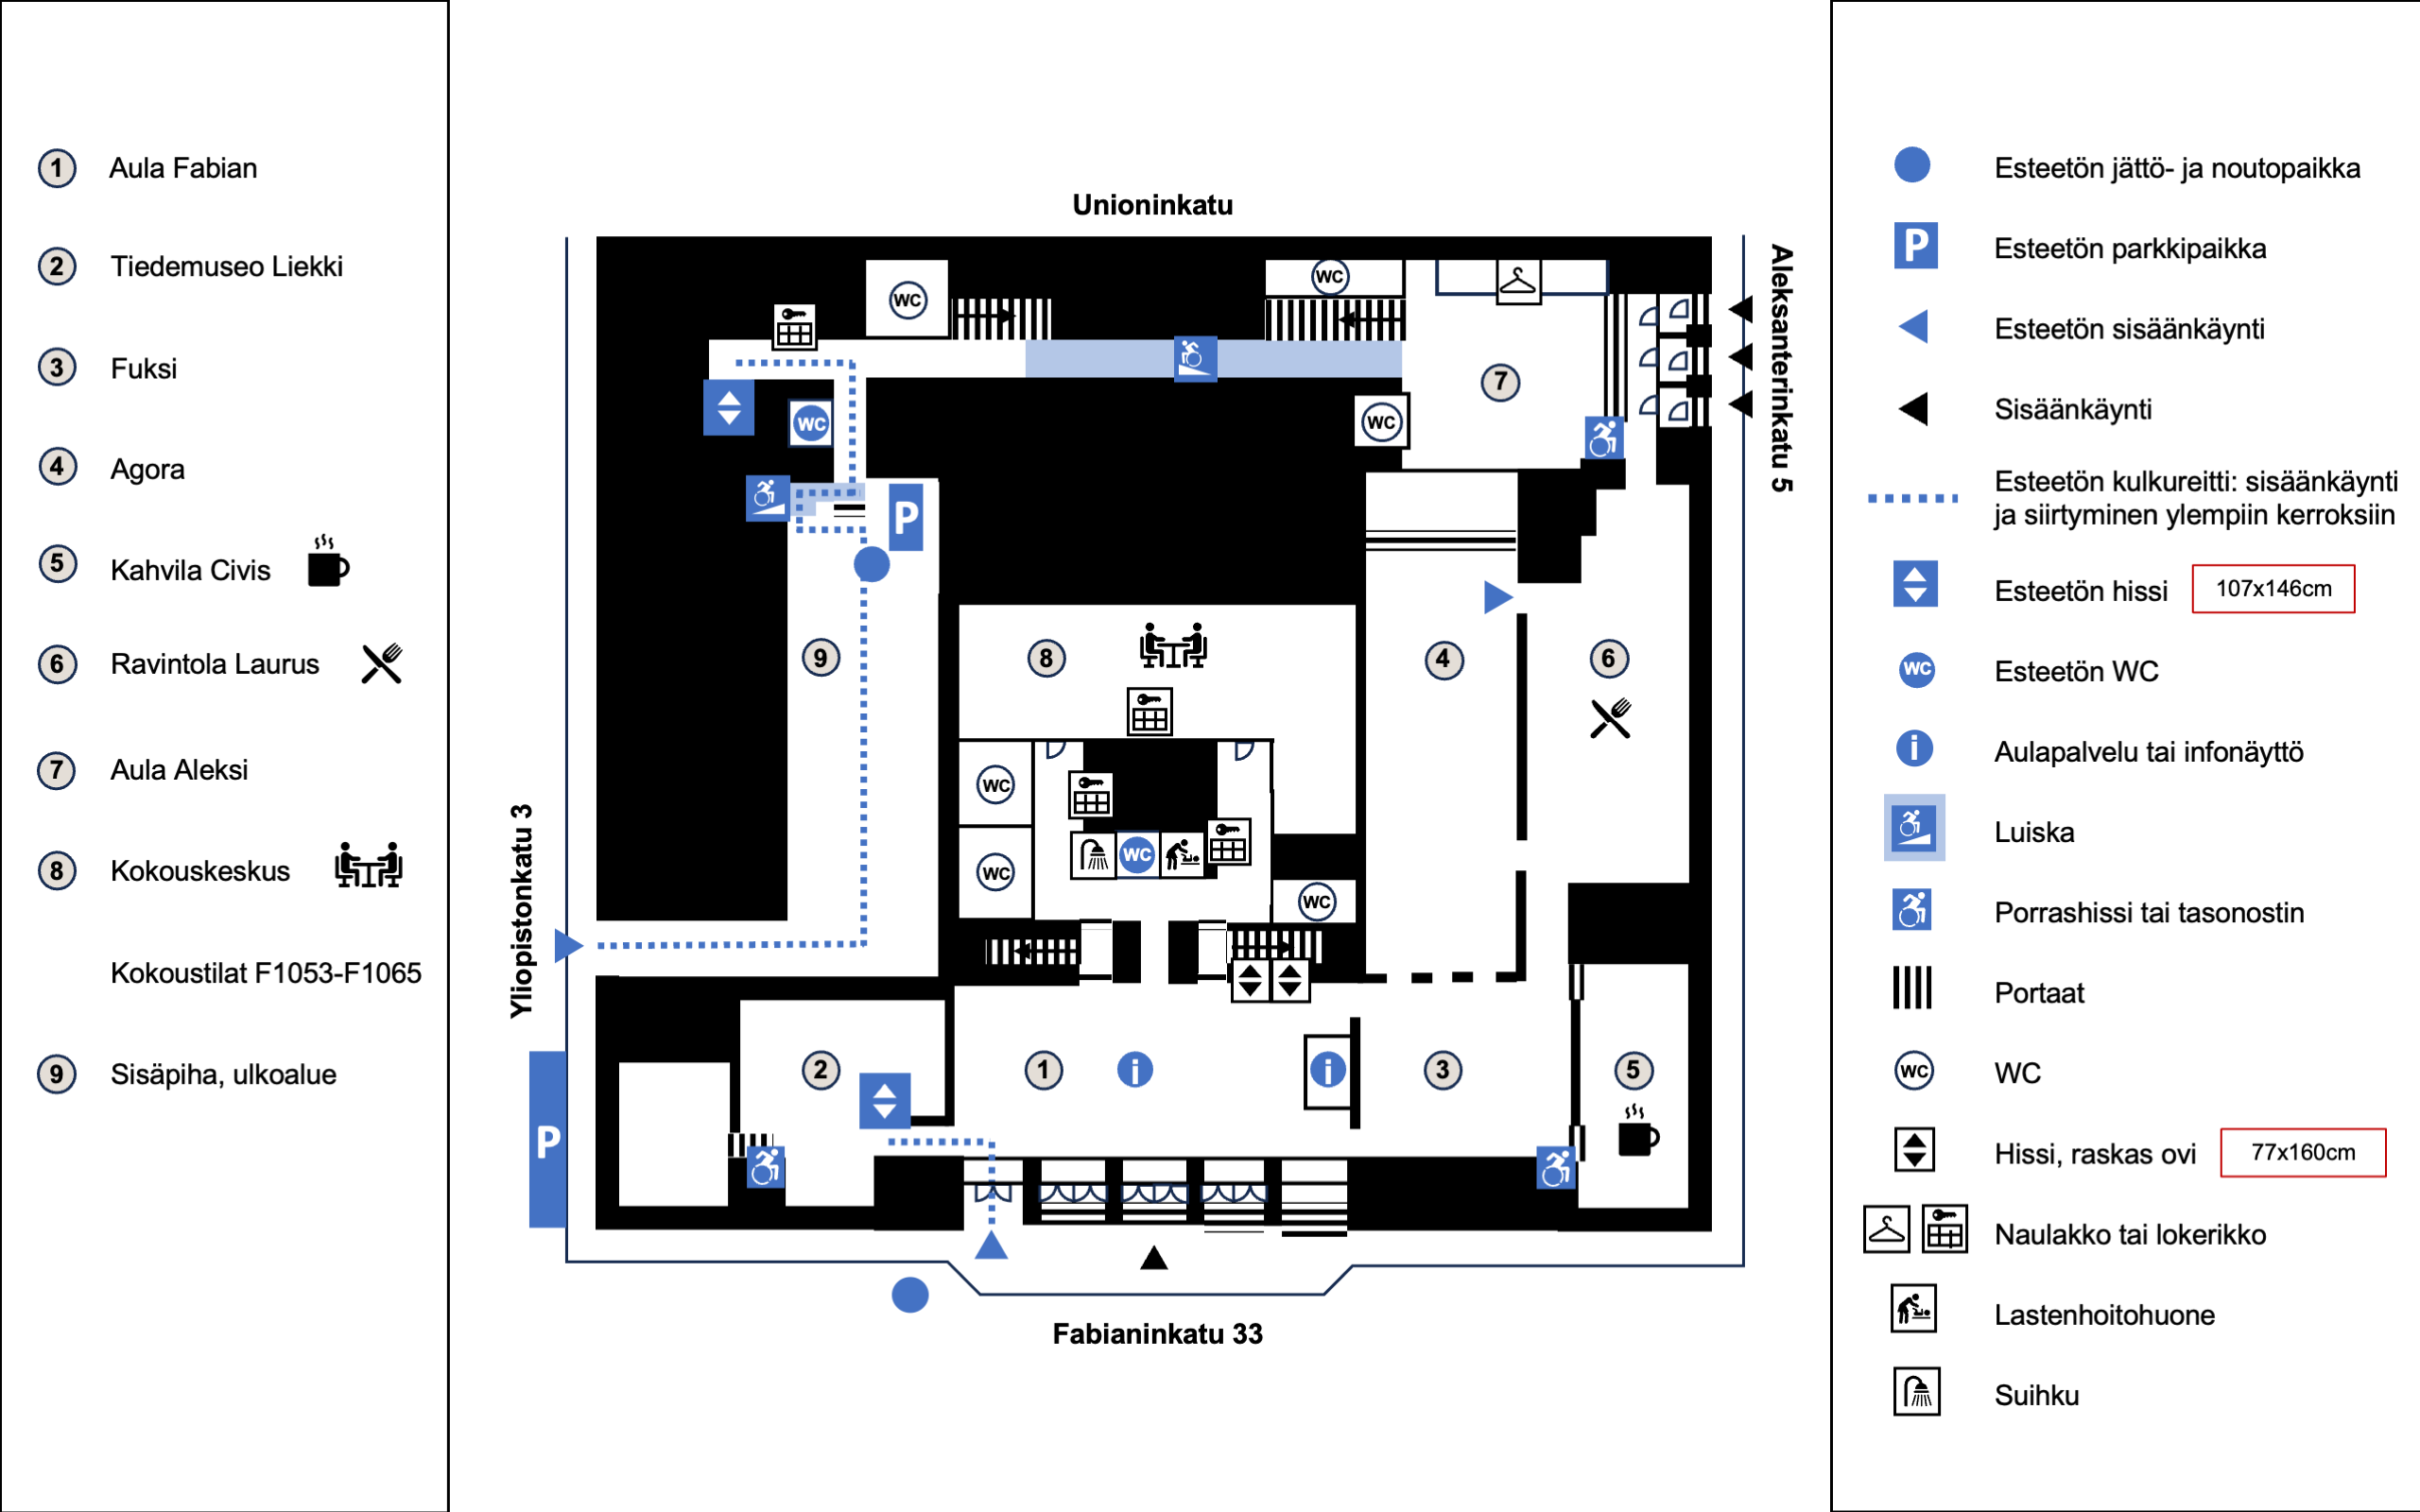 1 Aula Fabian
2 Tiedemuseo Liekki
3 Fuksi
4 Agora
5 Kahvila Civis
6 Ravintola Laurus
7 Aula Aleksi
8 Kokouskeskus
Kokoustilat F1053-F1065
9 Sisäpiha, ulkoalue
Unioninkatu
Aleksanterinkatu 5
Yliopistonkatu 3
Fabianinkatu 33
WC
WC
WC
7
WC
P
9
8
4
6
WC
WC
WC
WC
2
1
i
i
3
5
P
Esteetön jättö- ja noutopaikka
P Esteetön parkkipaikka
Esteetön sisäänkäynti
Sisäänkäynti
Esteetön kulkureitti: sisäänkäynti
ja siirtyminen ylempiin kerroksiin
Esteetön hissi 107x146cm
WC Esteetön WC
i Aulapalvelu tai infonäyttö
Luiska
Porrashissi tai tasonostin
Portaat
WC WC
Hissi, raskas ovi 77x160cm
Naulakko tai lokerikko
Lastenhoitohuone
Suihku